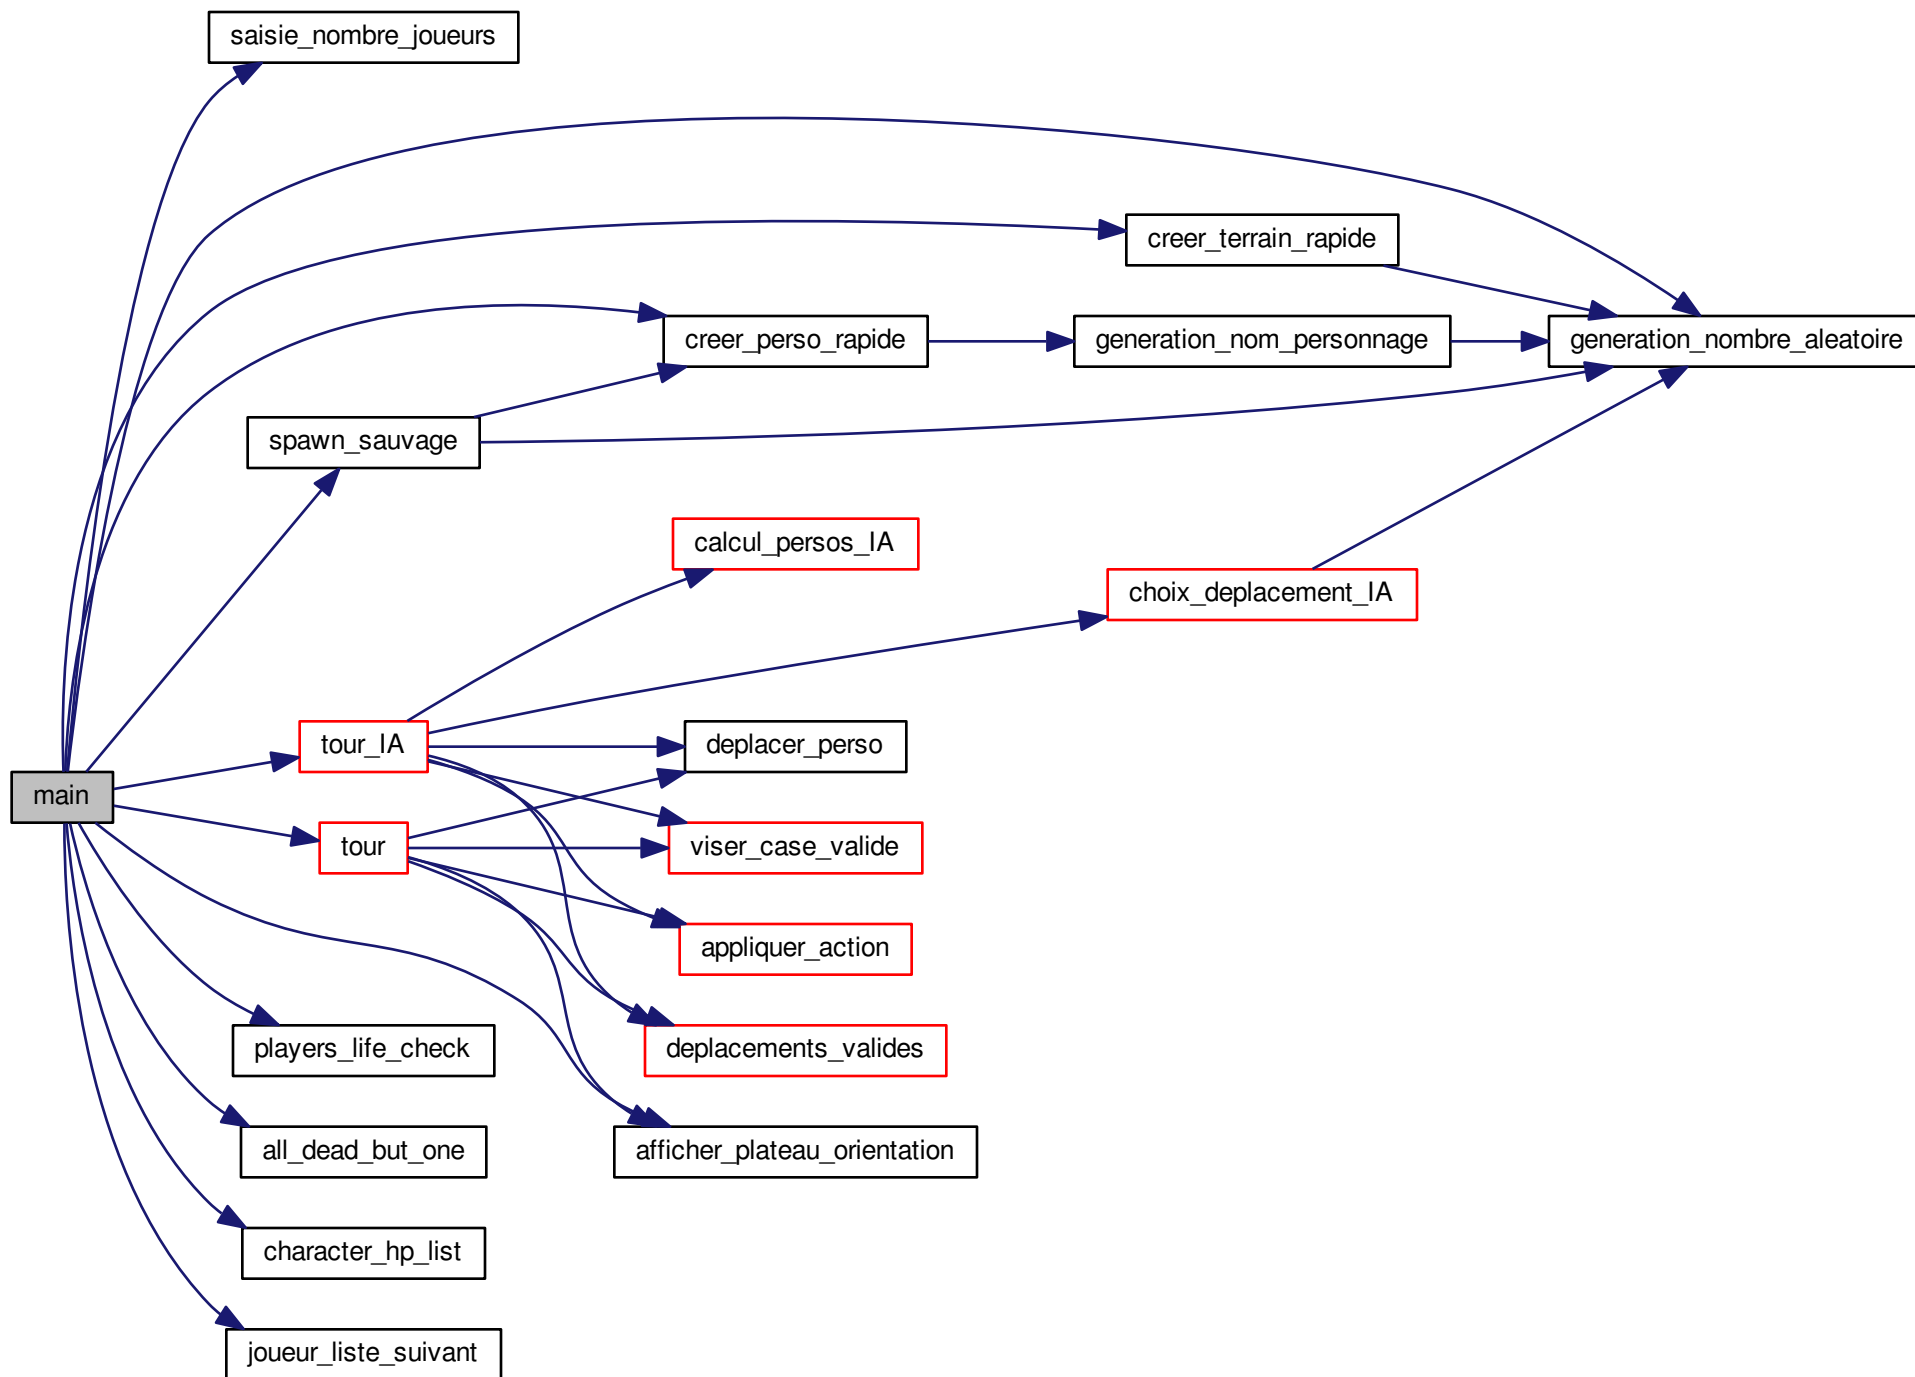 saisie_nombre_joueurs
creer_terrain_rapide
creer_perso_rapide
generation_nom_personnage
generation_nombre_aleatoire
spawn_sauvage
calcul_persos_IA
choix_deplacement_IA
tour_IA
deplacer_perso
main
tour
viser_case_valide
appliquer_action
players_life_check
deplacements_valides
all_dead_but_one
afficher_plateau_orientation
character_hp_list
joueur_liste_suivant